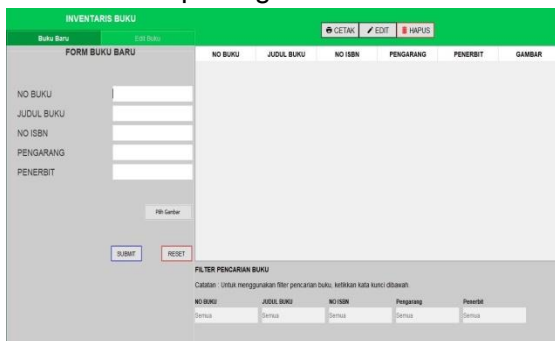 INVENTARIS BUKU
CETAK EDIT HAPUS
Buku Baru Edit Buku
FORM BUKU BARU
NO BUKU JUDUL BUKU NO ISBN PENGARANG PENERBIT GAMBAR
NO BUKU
JUDUL BUKU
NO ISBN
PENGARANG
PENERBIT
Pilih Gambar
SUBMIT RESET
FILTER PENCARIAN BUKU
Catatan : Untuk menggunakan filter pencarian buku, ketikkan kata kunci dibawah.
NO BUKU JUDUL BUKU NO ISBN Pengarang Penerbit
Semua Semua Semua Semua Semua